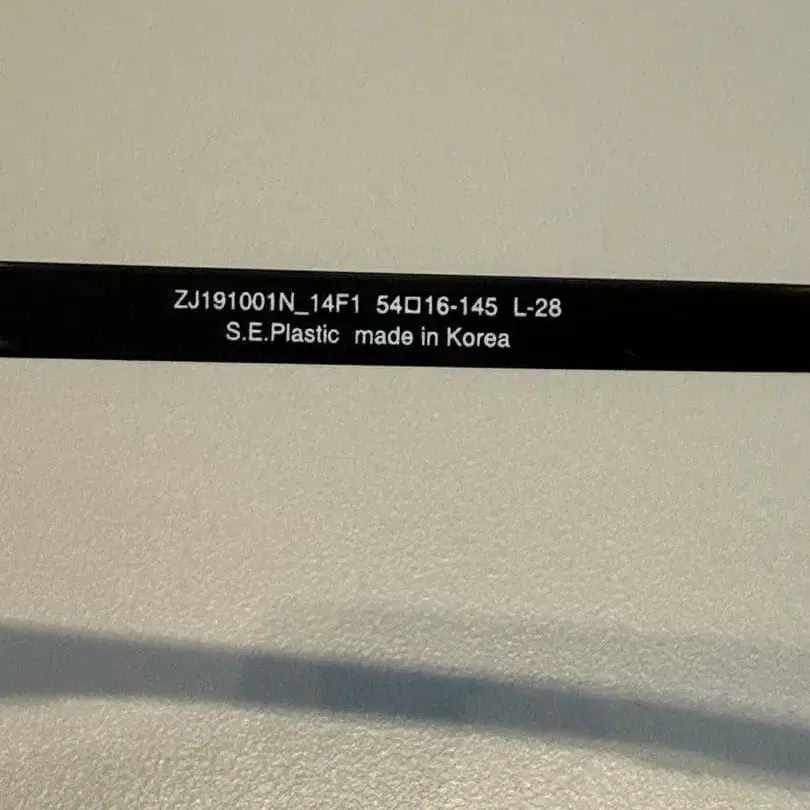 ZJ191001N_14F1 54□16-145 L-28
S.E.Plastic made in Korea